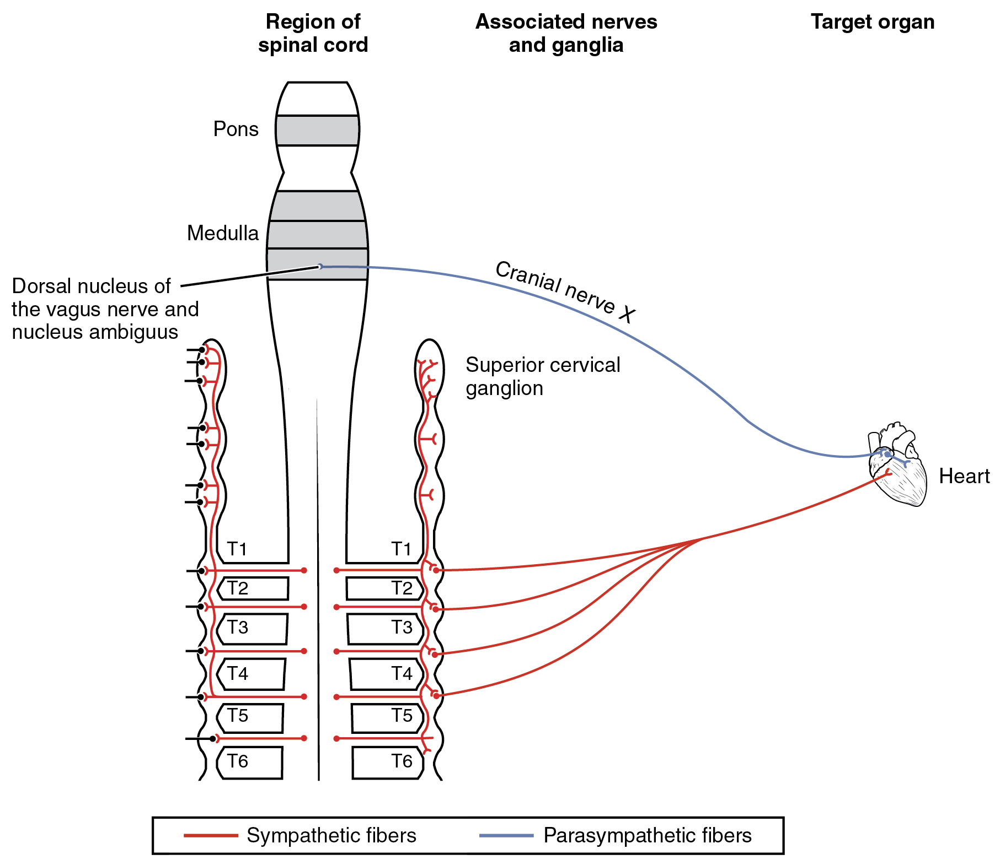 Region of
spinal cord
Associated nerves
and ganglia
Target organ
Pons
Medulla
Dorsal nucleus of
the vagus nerve and
nucleus ambiguus
Cranial nerve X
Superior cervical
ganglion
Heart
T1
T1
T2
T2
T3
T3
T4
T4
T5
T5
T6
T6
Sympathetic fibers
Parasympathetic fibers